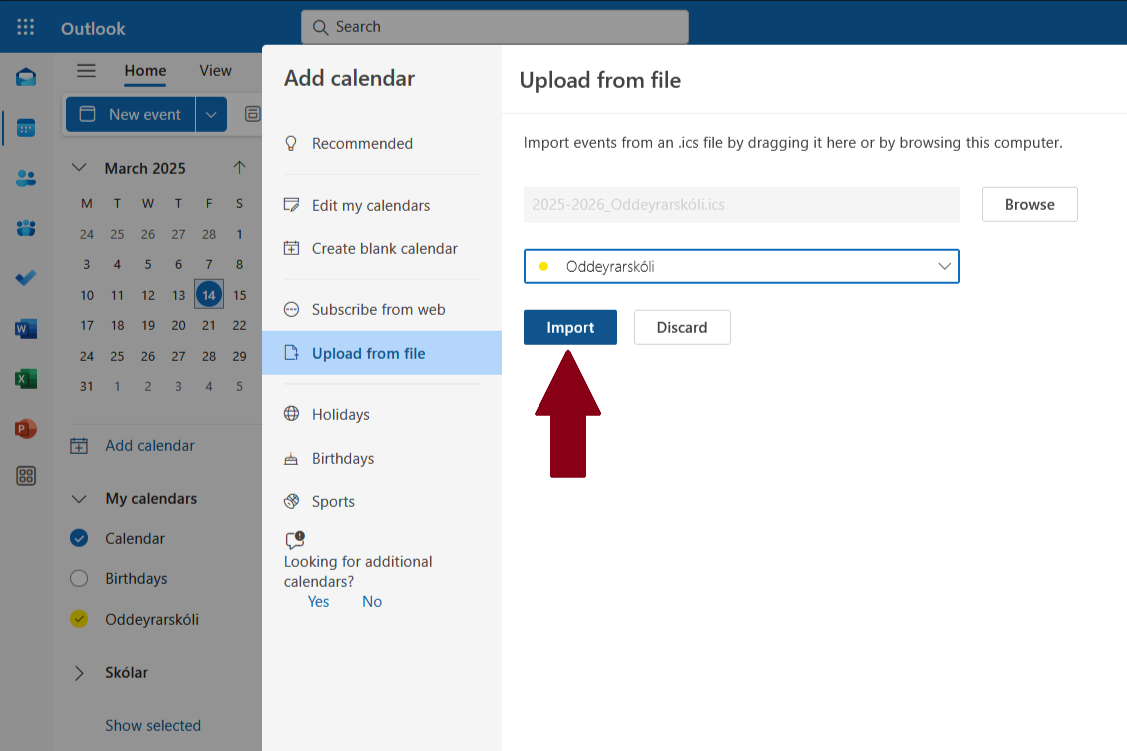 Outlook
Search
Home View
New event
March 2025
M T W T F S
24 25 26 27 28 1
3 4 5 6 7 8
10 11 12 13 14 15
17 18 19 20 21 22
24 25 26 27 28 29
31 1 2 3 4 5
Add calendar
My calendars
Calendar
Birthdays
Oddeyrarskóli
Skólar
Show selected
Add calendar
Recommended
Edit my calendars
Create blank calendar
Subscribe from web
Upload from file
Holidays
Birthdays
Sports
Looking for additional
calendars?
Yes No
Upload from file
Import events from an .ics file by dragging it here or by browsing this computer.
2025-2026_Oddeyrarskóli.ics
Browse
Oddeyrarskóli
Import Discard
W
X
P